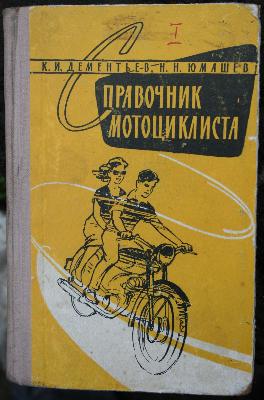 I
К. И. ДЕМЕНТЬЕВ, Н. Н. ЮМАШЕВ
СПРАВОЧНИК
МОТОЦИКЛИСТА